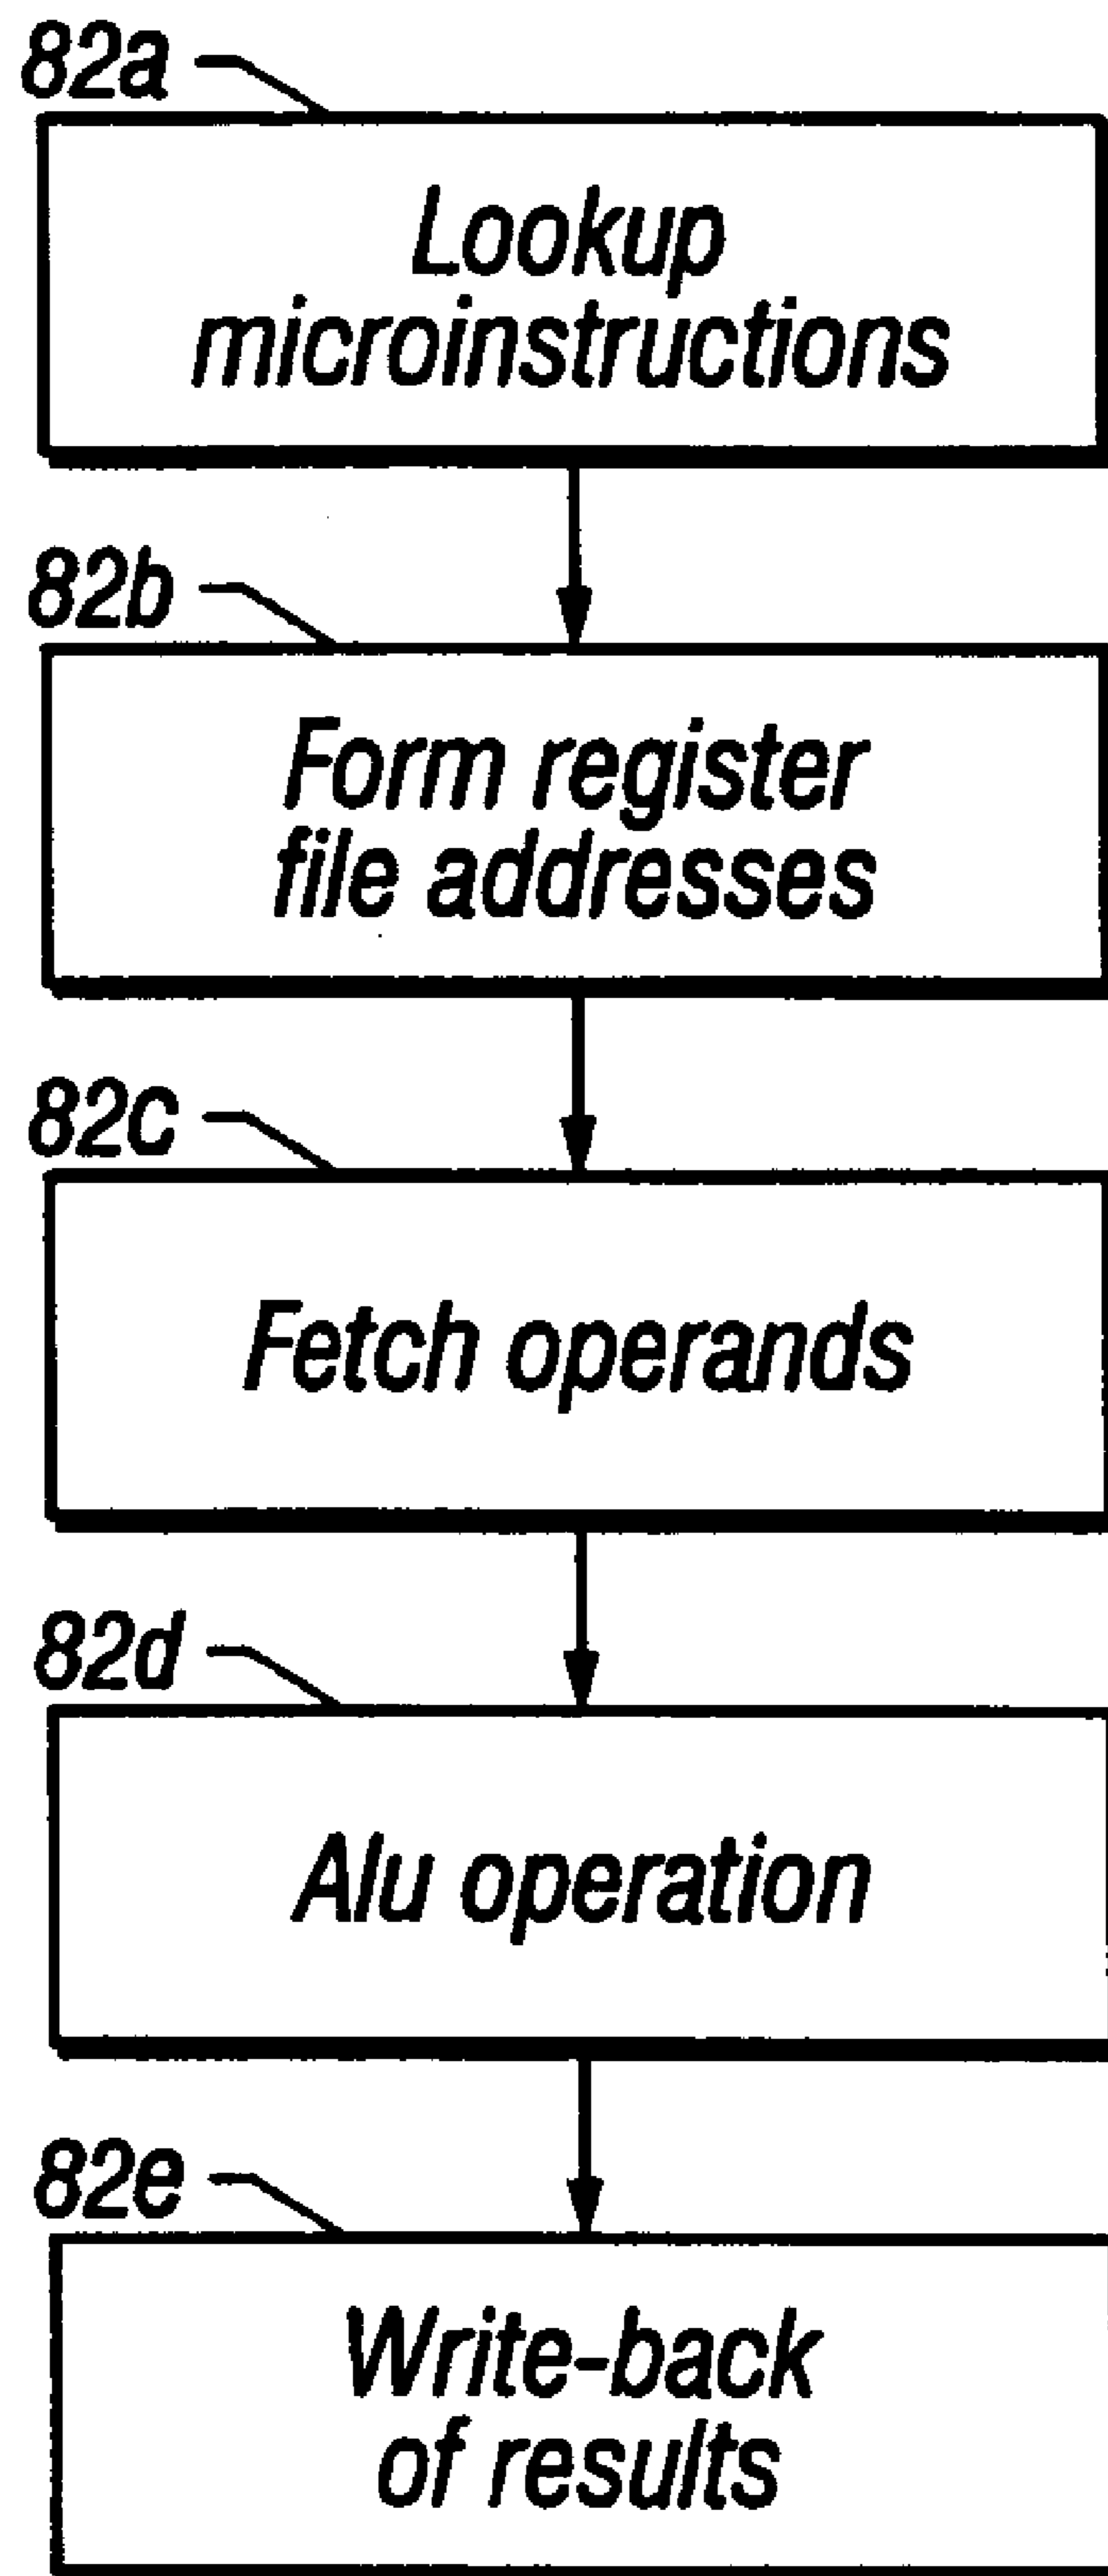 82a
Lookup
microinstructions
82b
Form register
file addresses
82c
Fetch operands
82d
Alu operation
82e
Write-back
of results